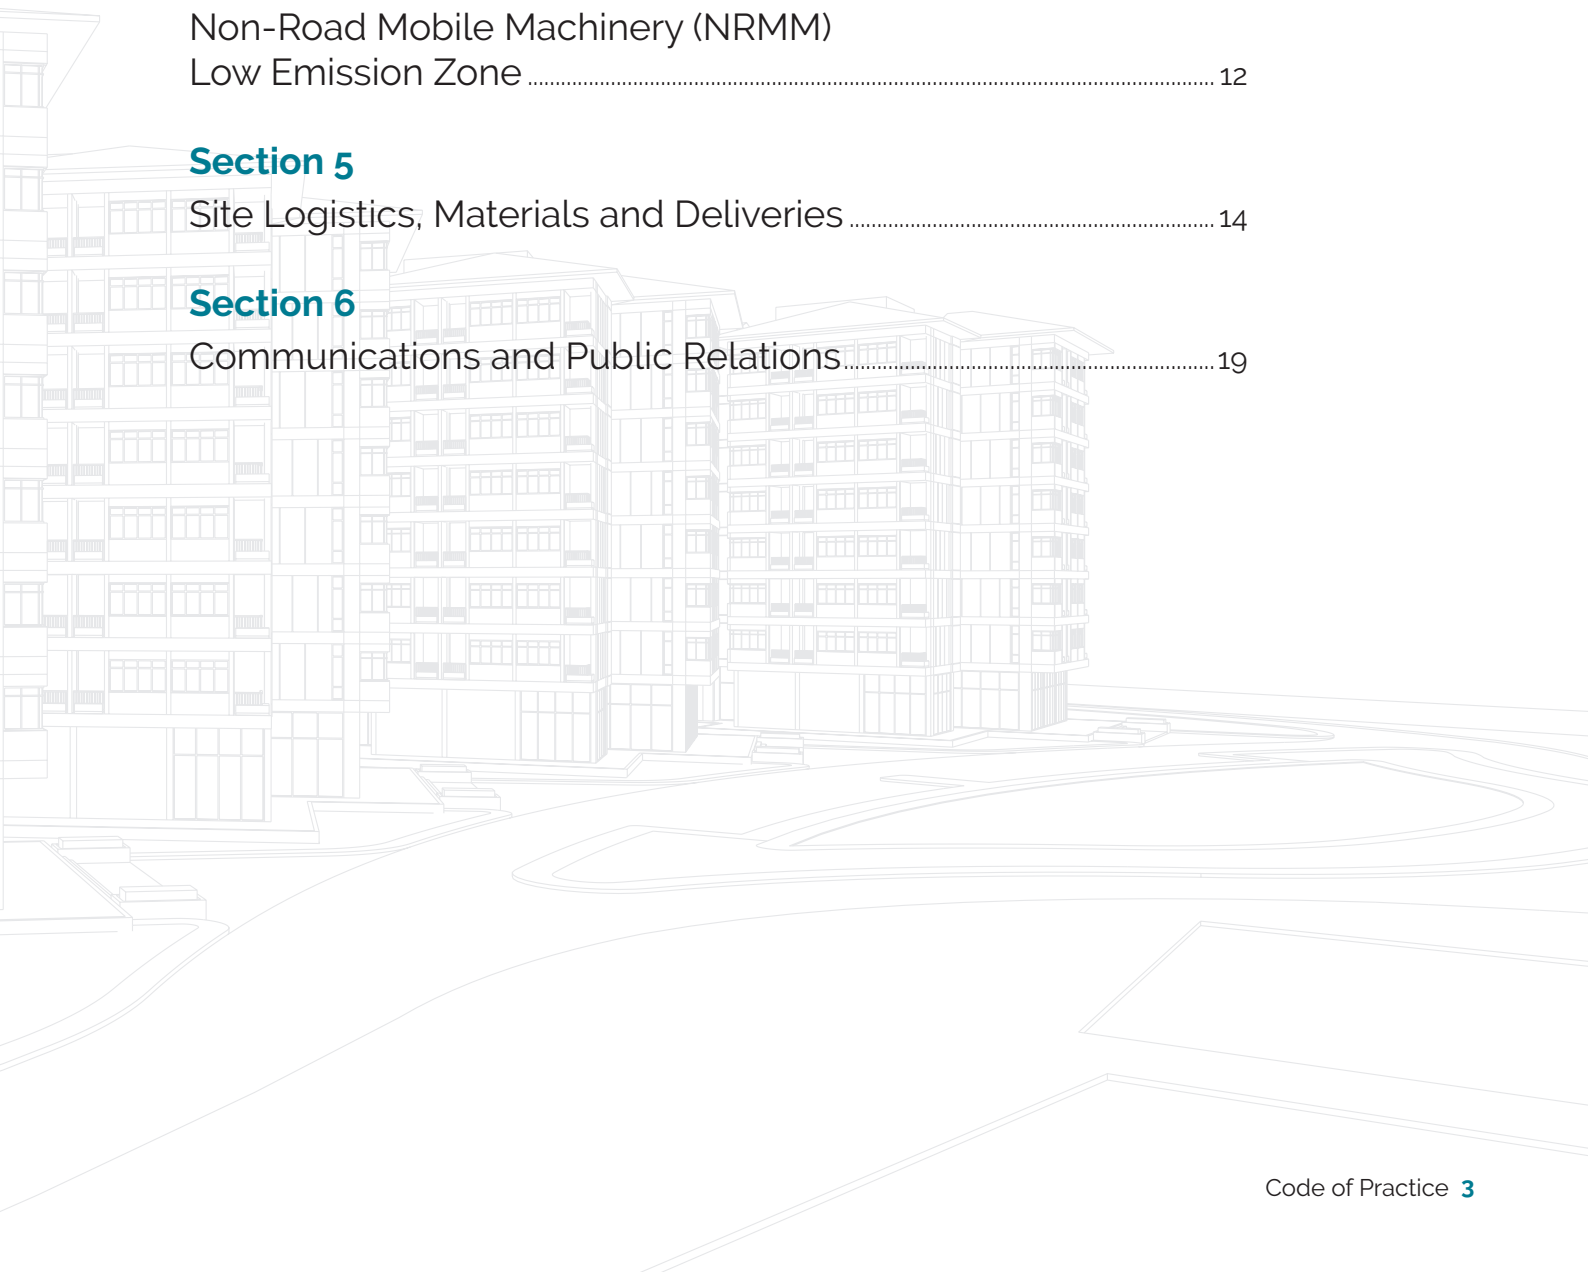 Non-Road Mobile Machinery (NRMM)
Low Emission Zone 12
Section 5
Site Logistics, Materials and Deliveries 14
Section 6
Communications and Public Relations 19
Code of Practice 3